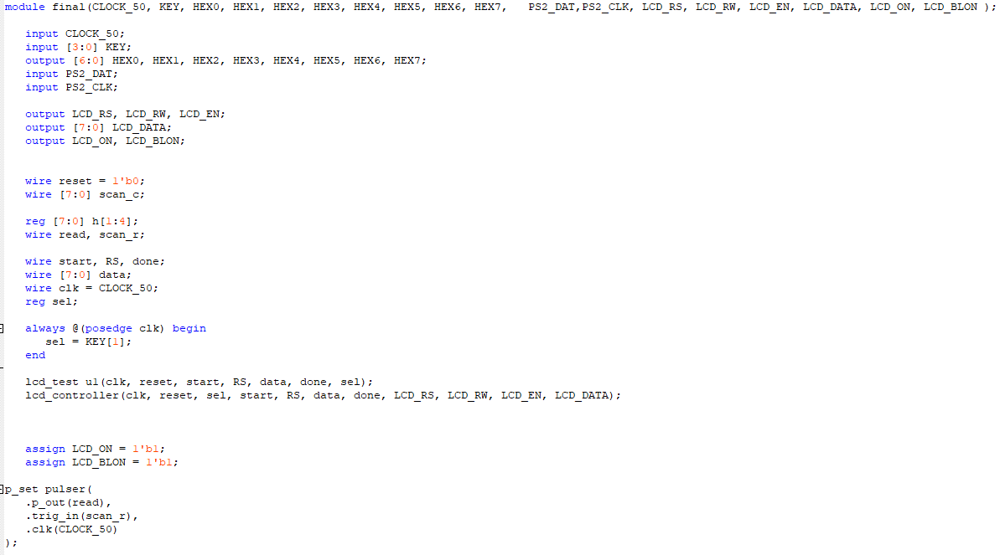 module final(CLOCK_50, KEY, HEX0, HEX1, HEX2, HEX3, HEX4, HEX5, HEX6, HEX7,   PS2_DAT,PS2_CLK, LCD_RS, LCD_RW, LCD_EN, LCD_DATA, LCD_ON, LCD_BLON );
input CLOCK_50;
input [3:0] KEY;
output [6:0] HEX0, HEX1, HEX2, HEX3, HEX4, HEX5, HEX6, HEX7;
input PS2_DAT;
input PS2_CLK;
output LCD_RS, LCD_RW, LCD_EN;
output [7:0] LCD_DATA;
output LCD_ON, LCD_BLON;
wire reset = 1'b0;
wire [7:0] scan_c;
reg [7:0] h[1:4];
wire read, scan_r;
wire start, RS, done;
wire [7:0] data;
wire clk = CLOCK_50;
reg sel;
always @(posedge clk) begin
sel = KEY[1];
end
lcd_test u1(clk, reset, start, RS, data, done, sel);
lcd_controller(clk, reset, sel, start, RS, data, done, LCD_RS, LCD_RW, LCD_EN, LCD_DATA);
assign LCD_ON = 1'b1;
assign LCD_BLON = 1'b1;
p_set pulser(
.p_out(read),
.trig_in(scan_r),
.clk(CLOCK_50)
);